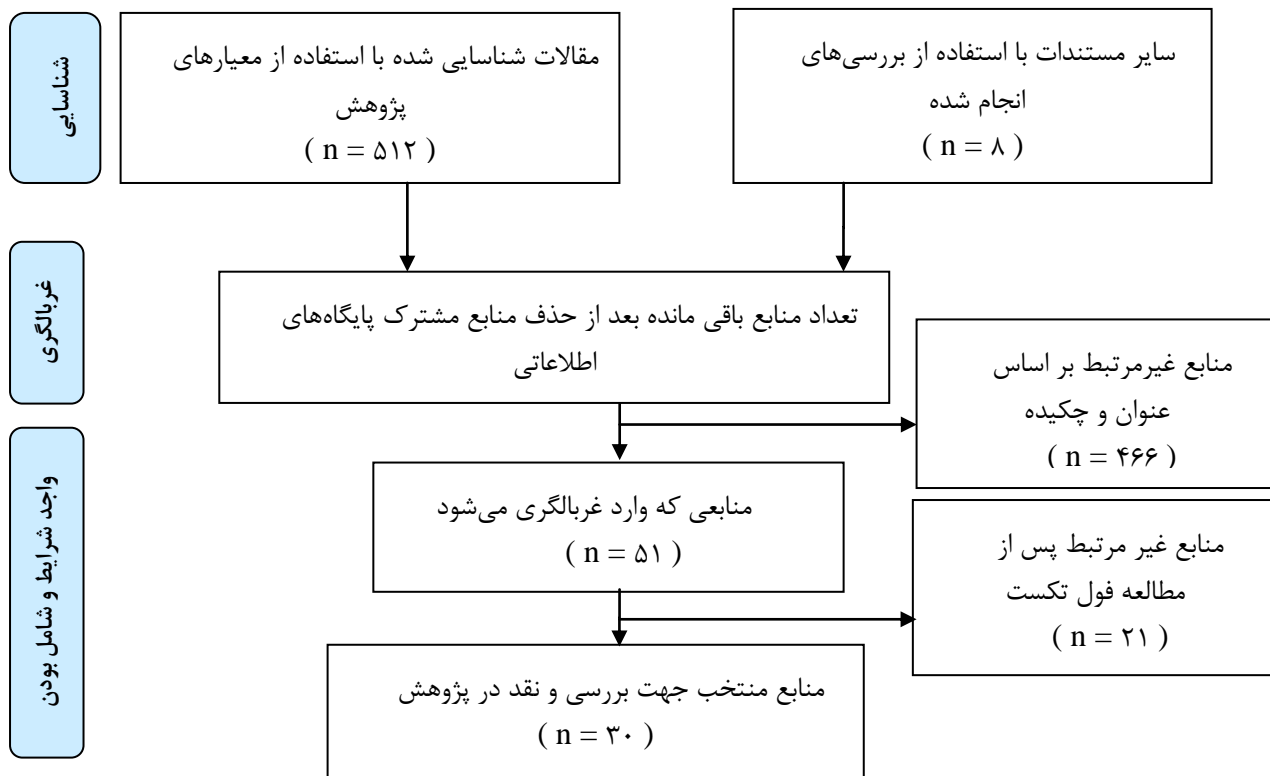 شناسایی
سایر مستندات با استفاده از بررسی‌های
انجام شده
( n = ۸ )
مقالات شناسایی شده با استفاده از معیارهای
پژوهش
( n = ۵۱۲ )
غربالگری
تعداد منابع باقی مانده بعد از حذف منابع مشترک پایگاه‌های
اطلاعاتی
منابع غیرمرتبط بر اساس
عنوان و چکیده
( n = ۴۶۶ )
واجد شرایط و شامل بودن
منابعی که وارد غربالگری می‌شود
( n = ۵۱ )
منابع غیر مرتبط پس از
مطالعه فول تکست
( n = ۲۱ )
منابع منتخب جهت بررسی و نقد در پژوهش
( n = ۳۰ )